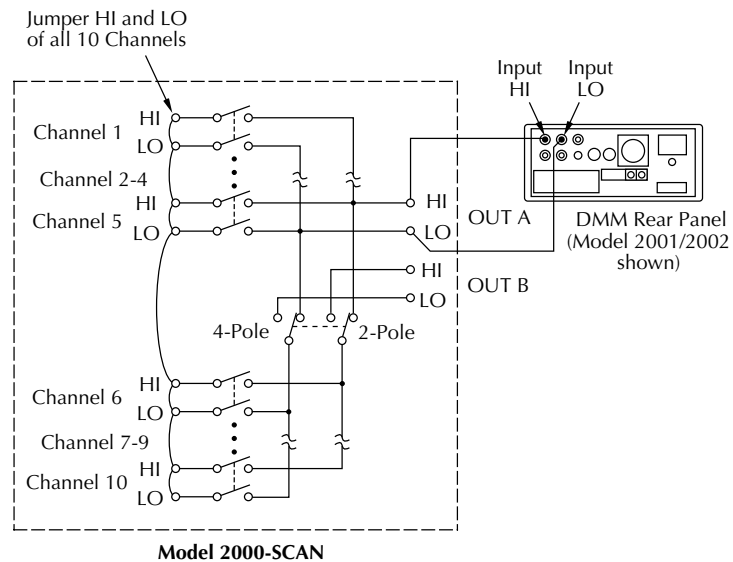 Jumper HI and LO
of all 10 Channels
Input
HI
Input
LO
Channel 1
HI
LO
Channel 2-4
Channel 5
HI
LO
HI
LO
OUT A
HI
LO
OUT B
DMM Rear Panel
(Model 2001/2002
shown)
4-Pole
2-Pole
Channel 6
HI
LO
Channel 7-9
Channel 10
HI
LO
Model 2000-SCAN